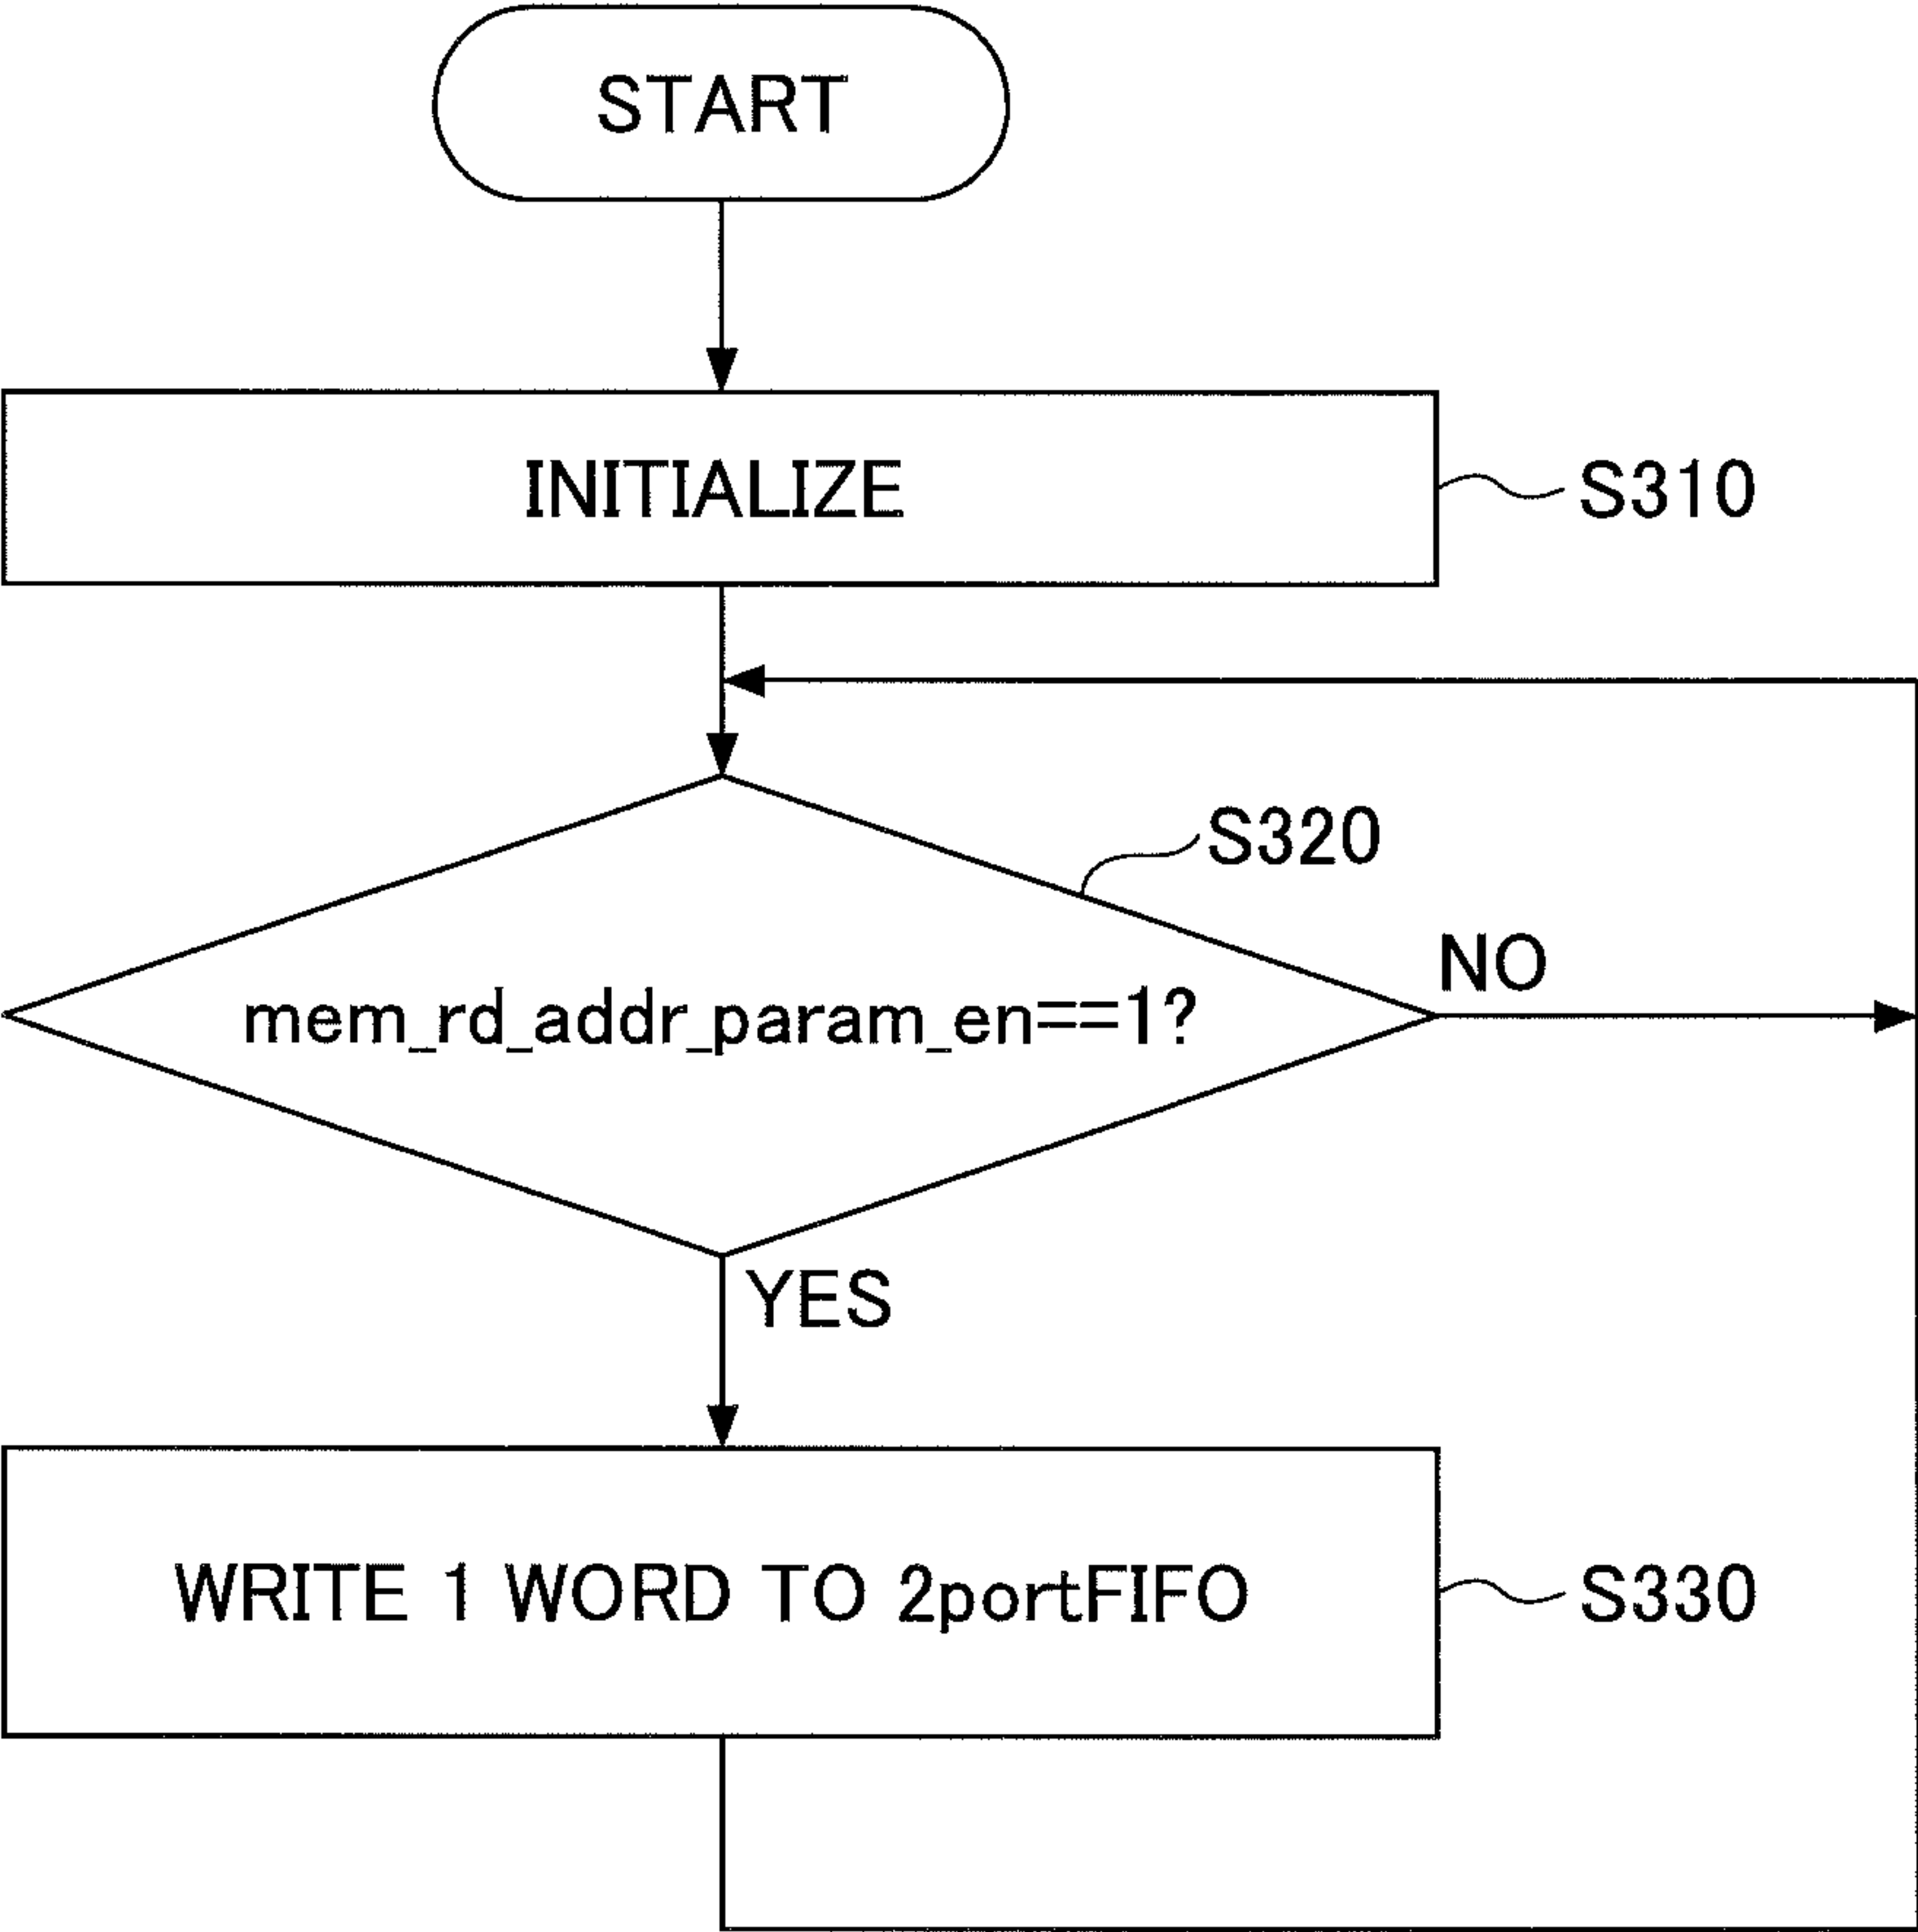 START
INITIALIZE
S310
S320
NO
mem_rd_addr_param_en==1?
YES
WRITE 1 WORD TO 2portFIFO
S330